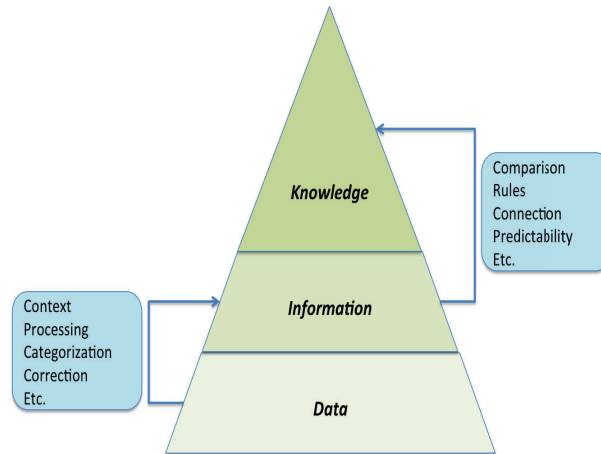 Knowledge
Comparison
Rules
Connection
Predictability
Etc.
Information
Context
Processing
Categorization
Correction
Etc.
Data